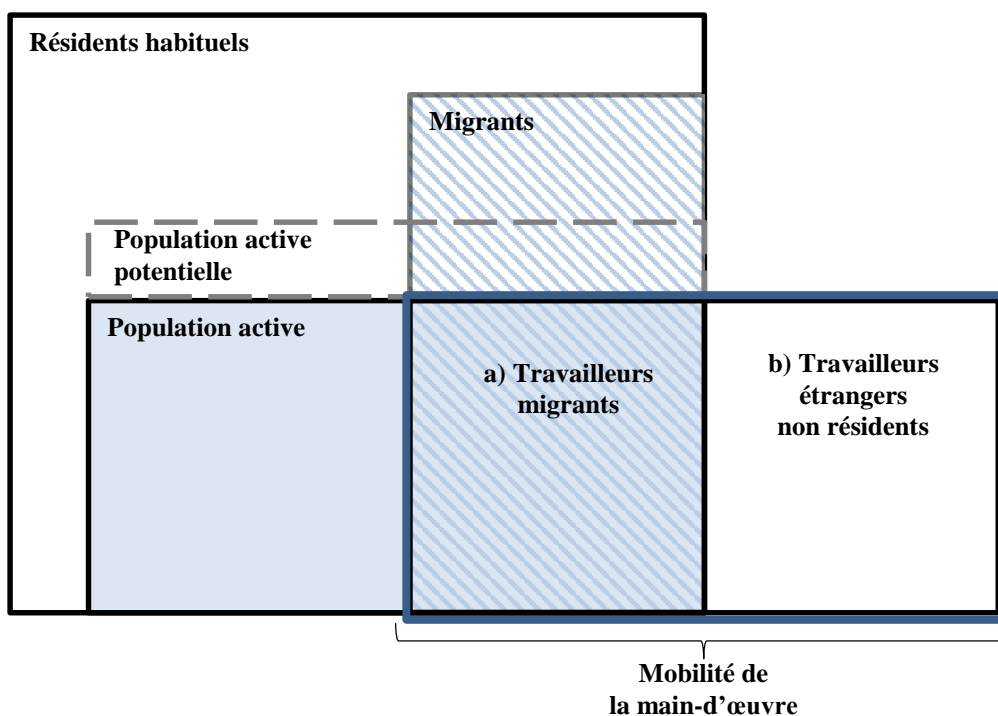 Résidents habituels
Migrants
Population active
potentielle
Population active
a) Travailleurs
migrants
b) Travailleurs
étrangers
non résidents
Mobilité de
la main-d’œuvre